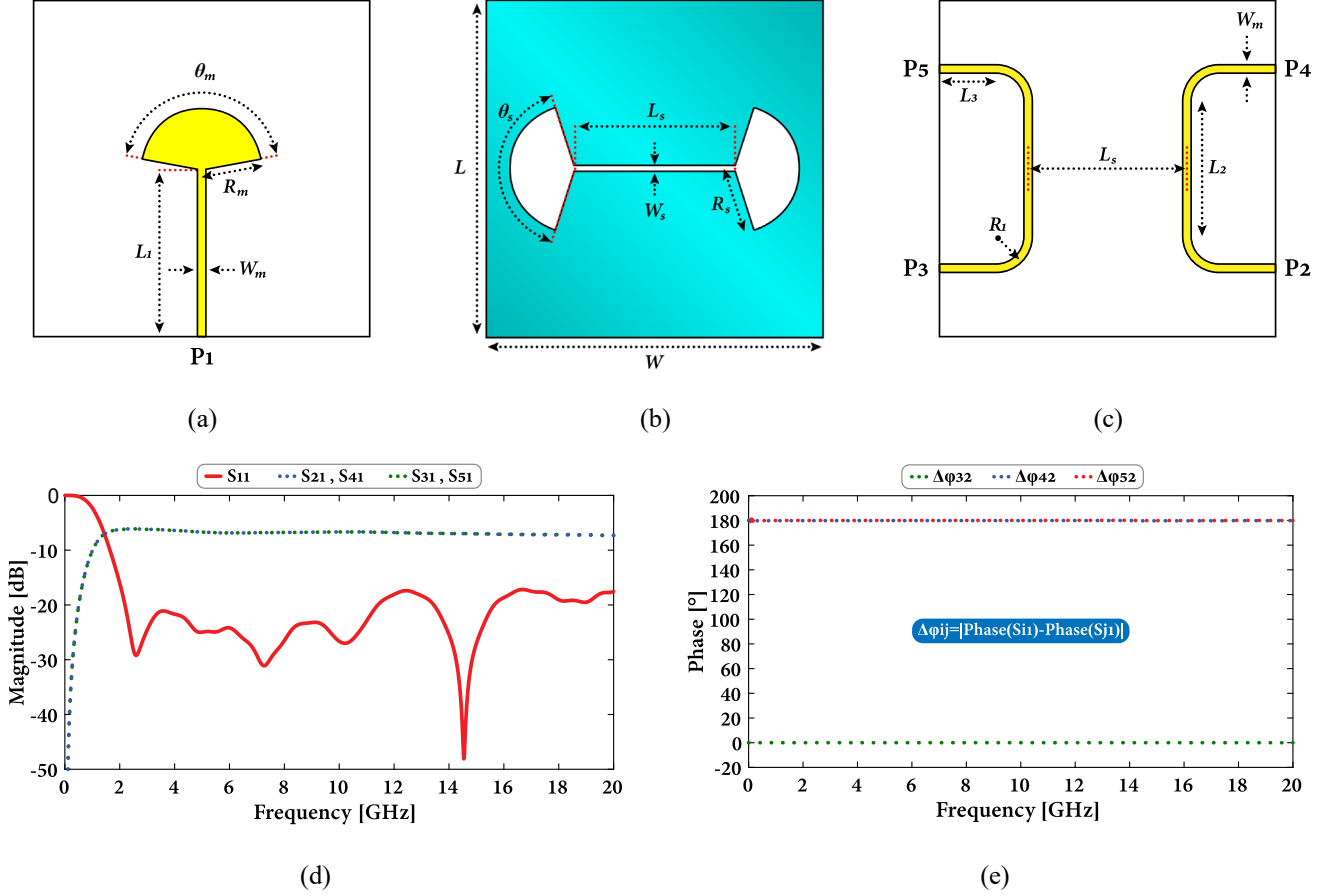 θm
Rm
L1
Wm
P1
(a)
θs
Ls
L
Ws
Rs
W
(b)
Wm
P5
P4
L3
Ls
L2
R1
P3
P2
(c)
S11 S21 , S41 S31 , S51
Magnitude [dB]
0
-10
-20
-30
-40
-50
0 2 4 6 8 10 12 14 16 18 20
Frequency [GHz]
(d)
Δφ32 Δφ42 Δφ52
Phase [°]
200
180
160
140
120
100
80
60
40
20
0
-20
Δφij=|Phase(Si1)-Phase(Sj1)|
0 2 4 6 8 10 12 14 16 18 20
Frequency [GHz]
(e)